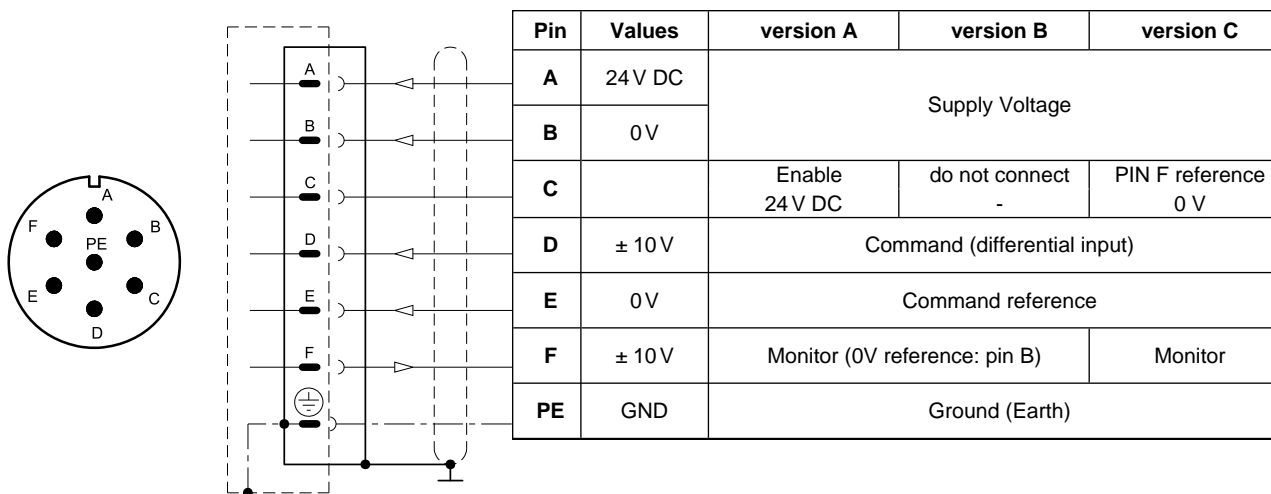 A
F
B
PE
E
C
D
A
B
C
D
E
F
Pin Values version A version B version C
A 24 V DC Supply Voltage
B 0 V
C Enable do not connect PIN F reference
24 V DC - 0 V
D ± 10 V Command (differential input)
E 0 V Command reference
F ± 10 V Monitor (0V reference: pin B) Monitor
PE GND Ground (Earth)